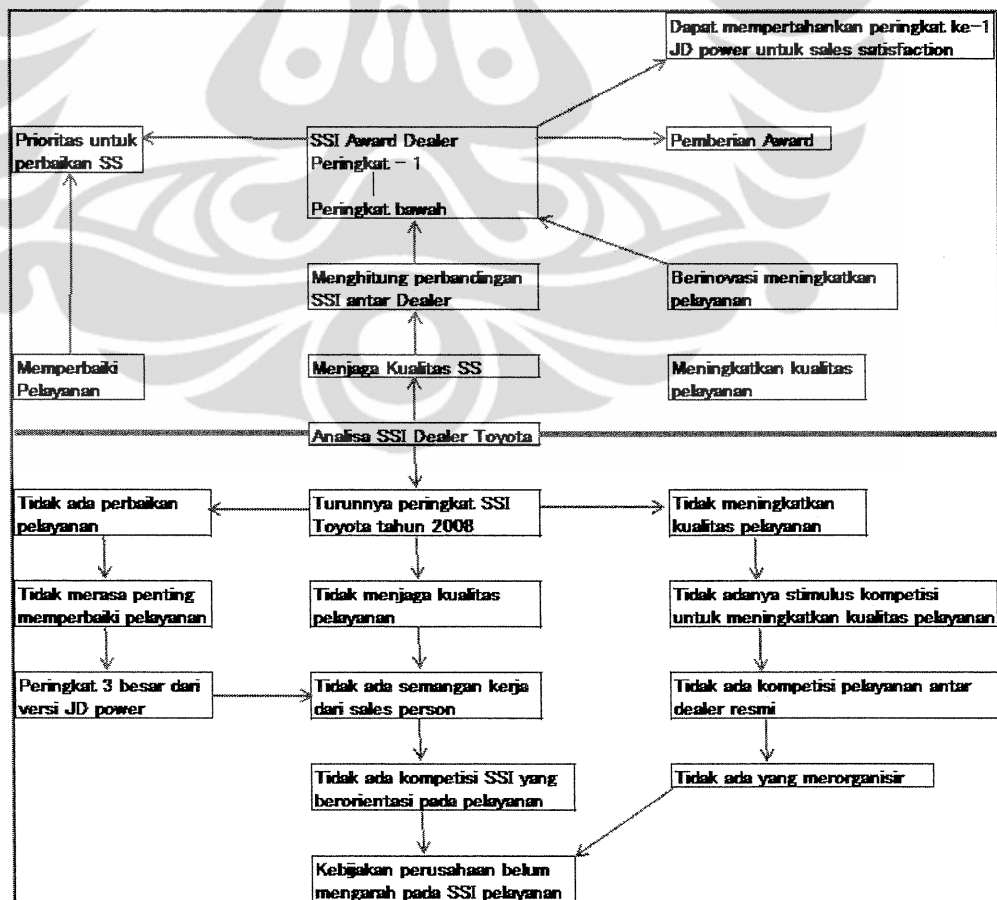 Dapat mempertahankan peringkat ke-1
JD power untuk sales satisfaction
Prioritas untuk
perbaikan SS
SSI Award Dealer
Peringkat - 1
Peringkat bawah
Pemberian Award
Menghitung perbandingan
SSI antar Dealer
Berinovasi meningkatkan
pelayanan
Memperbaiki
Pelayanan
Menjaga Kualitas SS
Meningkatkan kualitas
pelayanan
Analisa SSI Dealer Toyota
Tidak ada perbaikan
pelayanan
Turunnya peringkat SSI
Toyota tahun 2008
Tidak meningkatkan
kualitas pelayanan
Tidak merasa penting
memperbaiki pelayanan
Tidak menjaga kualitas
pelayanan
Tidak adanya stimulus kompetisi
untuk meningkatkan kualitas pelayanan
Peringkat 3 besar dari
versi JD power
Tidak ada semangan kerja
dari sales person
Tidak ada kompetisi pelayanan antar
dealer resmi
Tidak ada kompetisi SSI yang
berorientasi pada pelayanan
Tidak ada yang merorganisir
Kebijakan perusahaan belum
mengarah pada SSI pelayanan